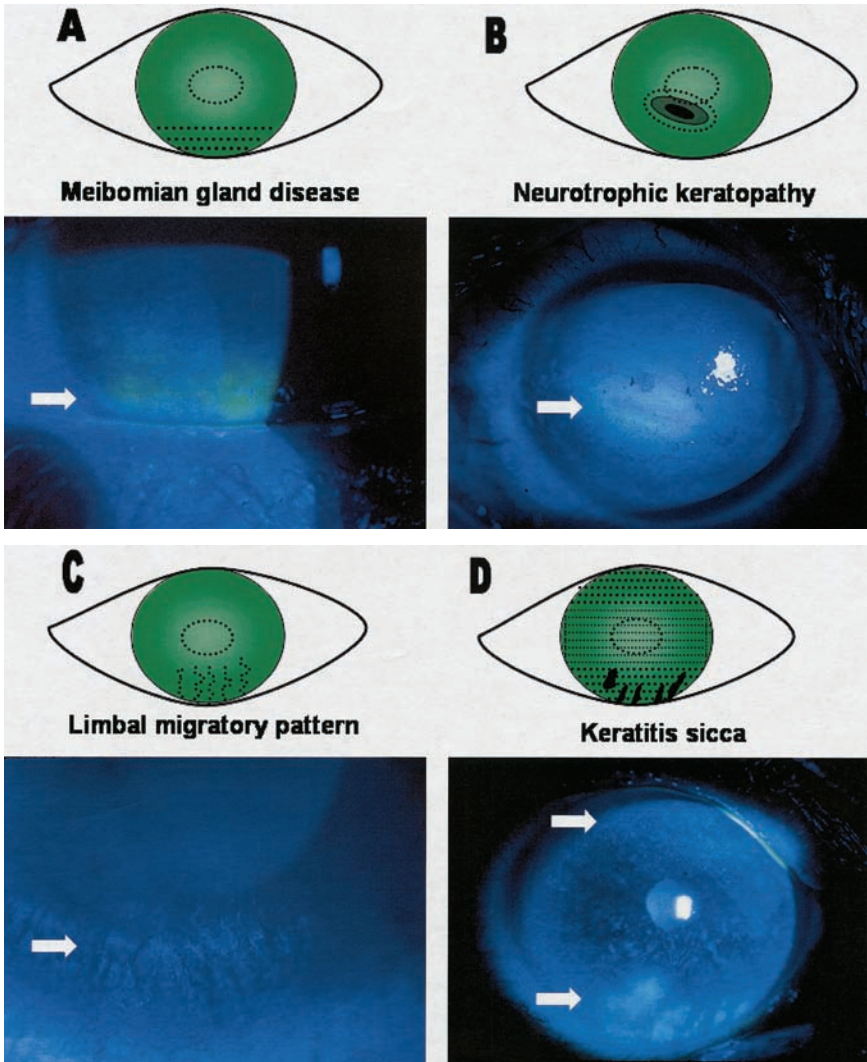 A
Meibomian gland disease
B
Neurotrophic keratopathy
C
Limbal migratory pattern
D
Keratitis sicca